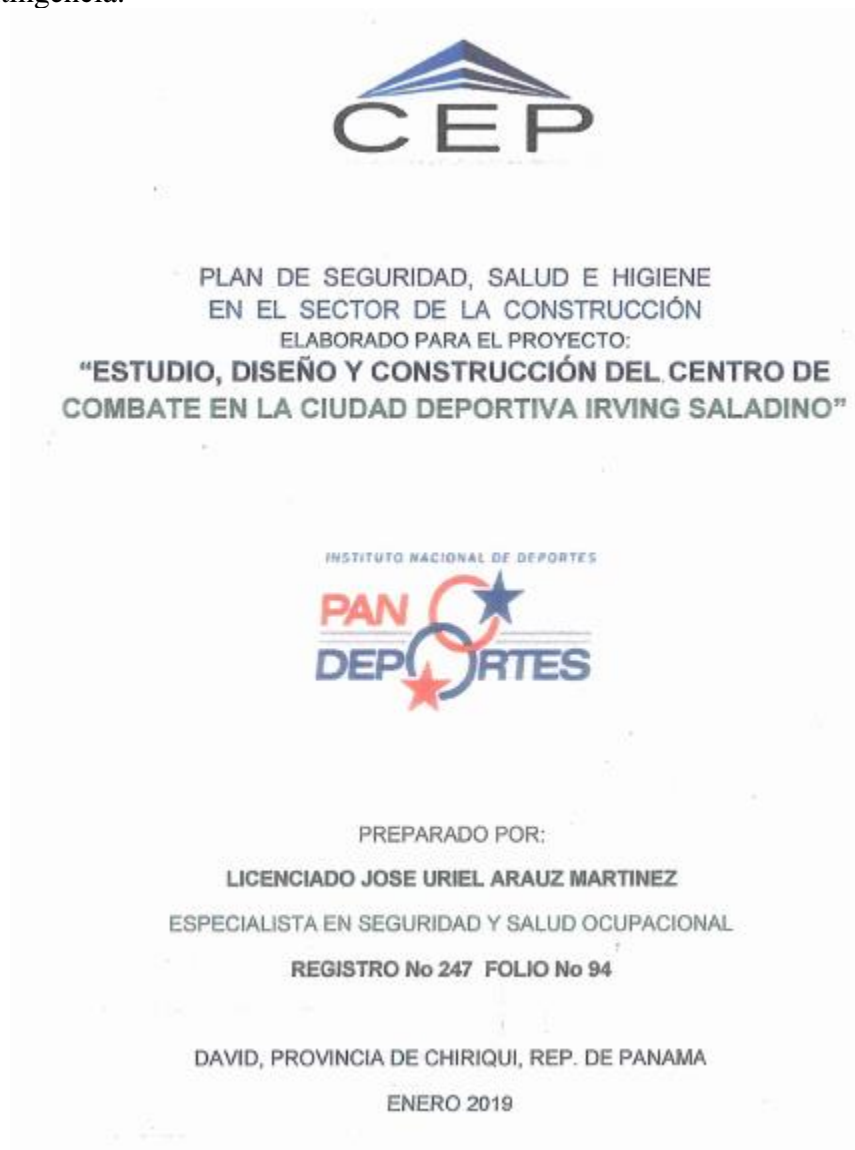 tingencia.
CEP
PLAN DE SEGURIDAD, SALUD E HIGIENE
EN EL SECTOR DE LA CONSTRUCCIÓN
ELABORADO PARA EL PROYECTO:
“ESTUDIO, DISEÑO Y CONSTRUCCIÓN DEL CENTRO DE
COMBATE EN LA CIUDAD DEPORTIVA IRVING SALADINO”
INSTITUTO NACIONAL DE DEPORTES
PAN
DEPORTES
PREPARADO POR:
LICENCIADO JOSE URIEL ARAUZ MARTINEZ
ESPECIALISTA EN SEGURIDAD Y SALUD OCUPACIONAL
REGISTRO No 247 FOLIO No 94
DAVID, PROVINCIA DE CHIRIQUI, REP. DE PANAMA
ENERO 2019